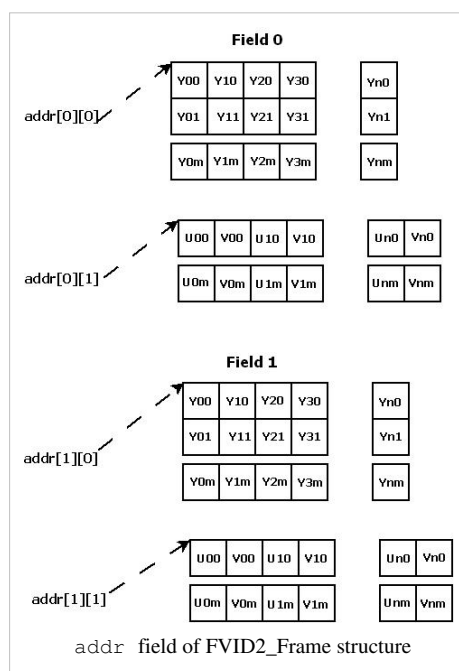 Field 0
addr[0][0]
Y00 Y10 Y20 Y30 Yn0
Y01 Y11 Y21 Y31 Yn1
Y0m Y1m Y2m Y3m Ynm
addr[0][1]
U00 V00 U10 V10 Un0 Vn0
U0m V0m U1m V1m Unm Vnm
Field 1
addr[1][0]
Y00 Y10 Y20 Y30 Yn0
Y01 Y11 Y21 Y31 Yn1
Y0m Y1m Y2m Y3m Ynm
addr[1][1]
U00 V00 U10 V10 Un0 Vn0
U0m V0m U1m V1m Unm Vnm
addr field of FVID2_Frame structure